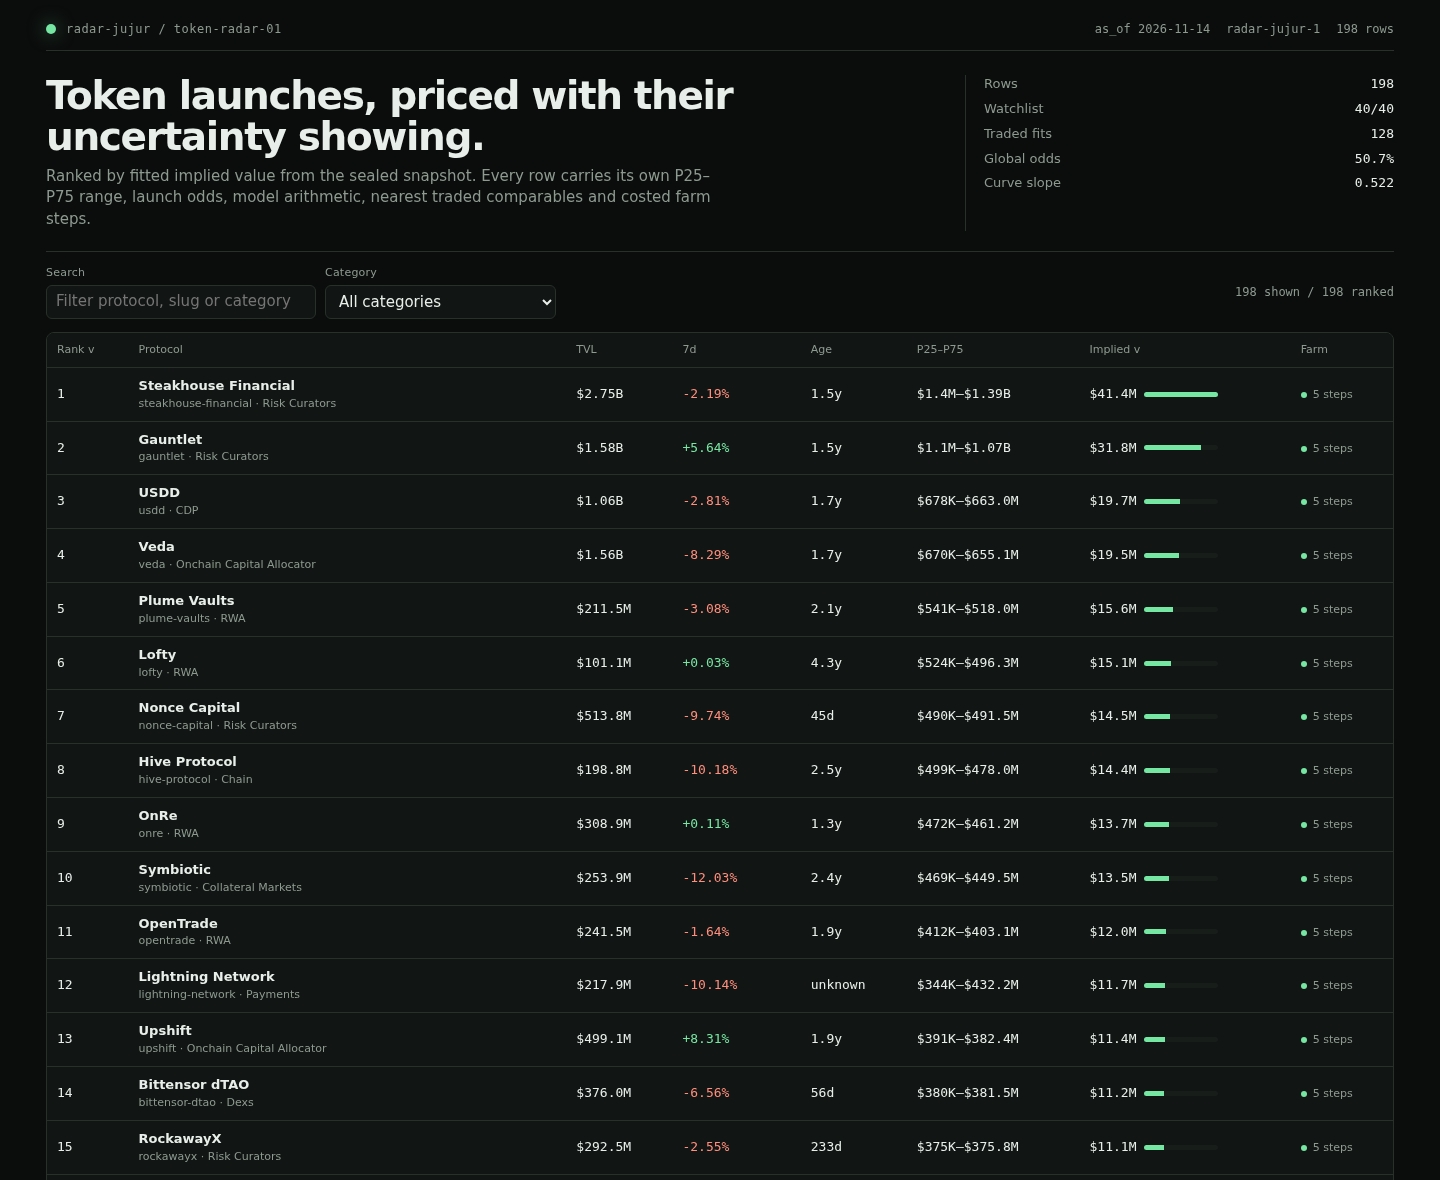 radar-jujur / token-radar-01
as_of 2026-11-14 radar-jujur-1 198 rows
Token launches, priced with their
uncertainty showing.
Ranked by fitted implied value from the sealed snapshot. Every row carries its own P25–
P75 range, launch odds, model arithmetic, nearest traded comparables and costed farm
steps.
Rows 198
Watchlist 40/40
Traded fits 128
Global odds 50.7%
Curve slope 0.522
Search Category
Filter protocol, slug or category All categories
198 shown / 198 ranked
Rank v Protocol TVL 7d Age P25–P75 Implied v Farm
1 Steakhouse Financial $2.75B -2.19% 1.5y $1.4M–$1.39B $41.4M 5 steps
steakhouse-financial · Risk Curators
2 Gauntlet $1.58B +5.64% 1.5y $1.1M–$1.07B $31.8M 5 steps
gauntlet · Risk Curators
3 USDD $1.06B -2.81% 1.7y $678K–$663.0M $19.7M 5 steps
usdd · CDP
4 Veda $1.56B -8.29% 1.7y $670K–$655.1M $19.5M 5 steps
veda · Onchain Capital Allocator
5 Plume Vaults $211.5M -3.08% 2.1y $541K–$518.0M $15.6M 5 steps
plume-vaults · RWA
6 Lofty $101.1M +0.03% 4.3y $524K–$496.3M $15.1M 5 steps
lofty · RWA
7 Nonce Capital $513.8M -9.74% 45d $490K–$491.5M $14.5M 5 steps
nonce-capital · Risk Curators
8 Hive Protocol $198.8M -10.18% 2.5y $499K–$478.0M $14.4M 5 steps
hive-protocol · Chain
9 OnRe $308.9M +0.11% 1.3y $472K–$461.2M $13.7M 5 steps
onre · RWA
10 Symbiotic $253.9M -12.03% 2.4y $469K–$449.5M $13.5M 5 steps
symbiotic · Collateral Markets
11 OpenTrade $241.5M -1.64% 1.9y $412K–$403.1M $12.0M 5 steps
opentrade · RWA
12 Lightning Network $217.9M -10.14% unknown $344K–$432.2M $11.7M 5 steps
lightning-network · Payments
13 Upshift $499.1M +8.31% 1.9y $391K–$382.4M $11.4M 5 steps
upshift · Onchain Capital Allocator
14 Bittensor dTAO $376.0M -6.56% 56d $380K–$381.5M $11.2M 5 steps
bittensor-dtao · Dexs
15 RockawayX $292.5M -2.55% 233d $375K–$375.8M $11.1M 5 steps
rockawayx · Risk Curators